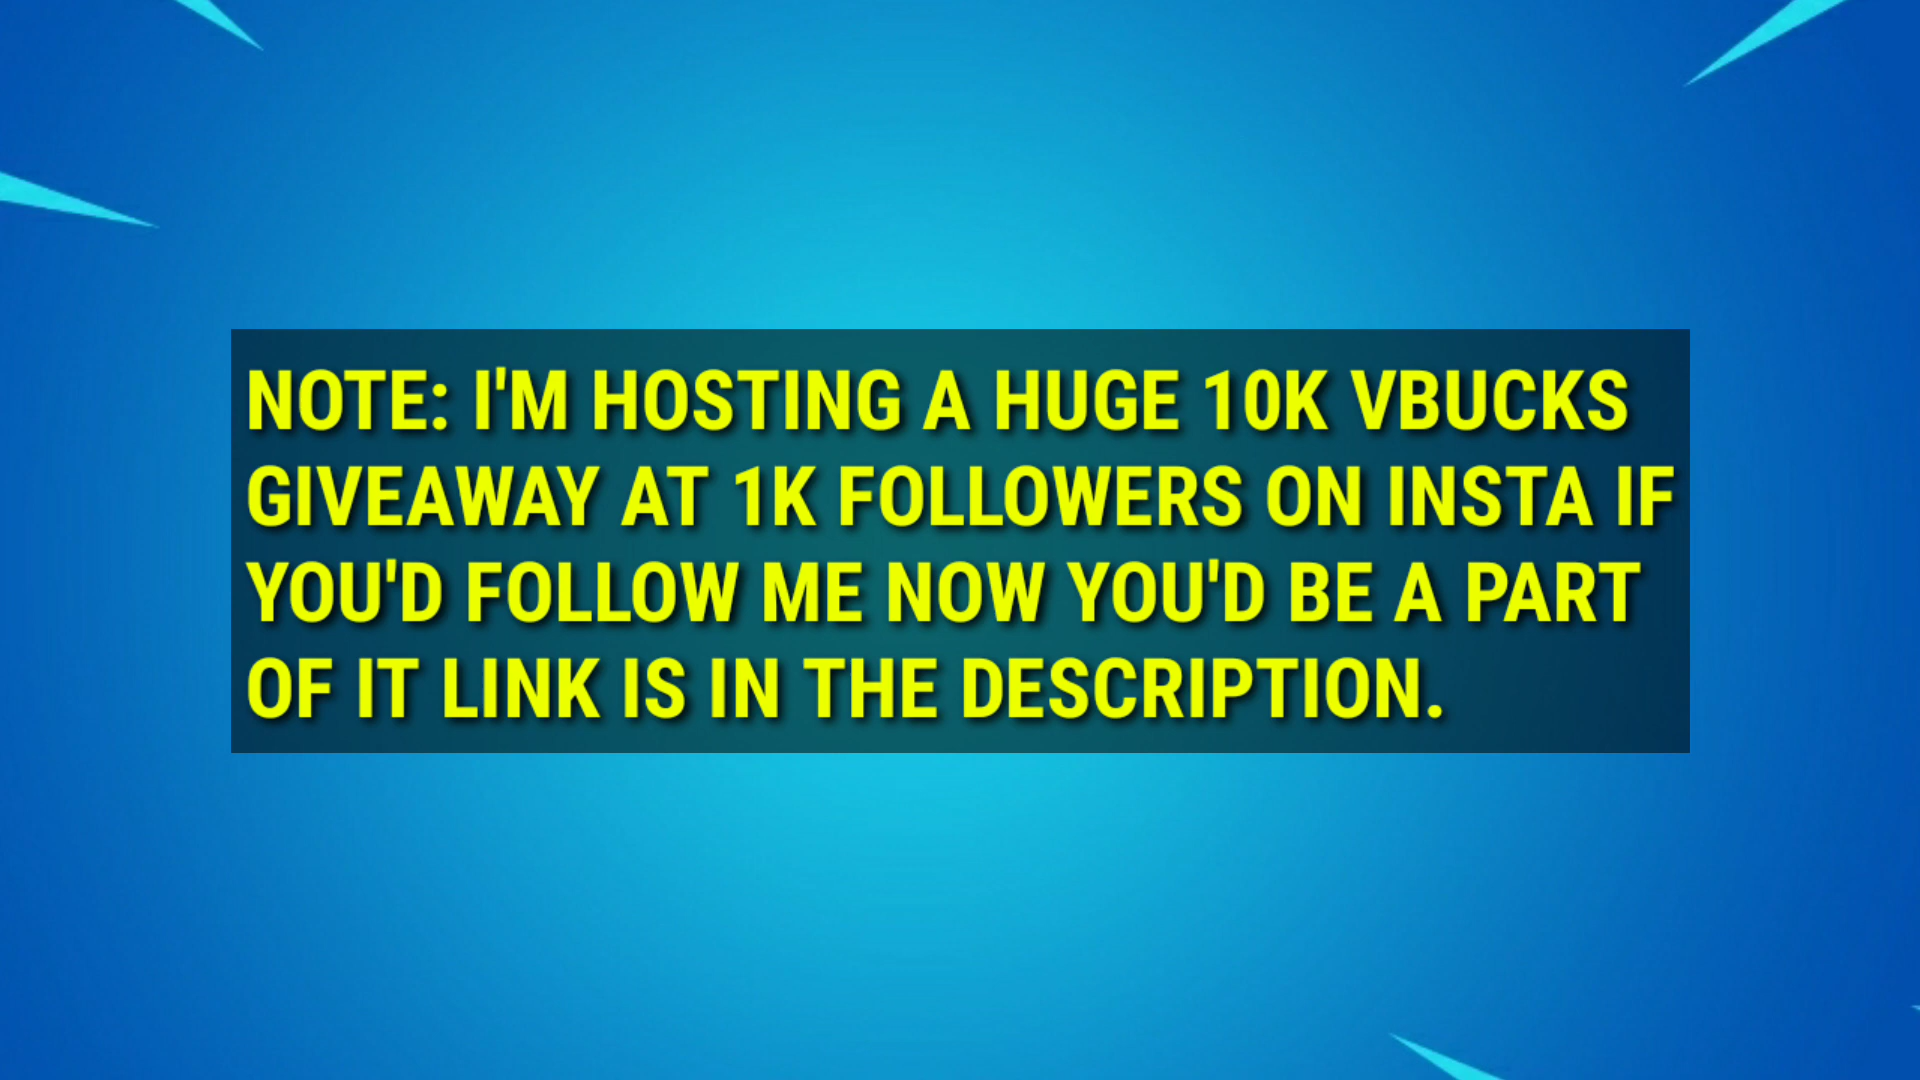 NOTE: I'M HOSTING A HUGE 10K VBUCKS
GIVEAWAY AT 1K FOLLOWERS ON INSTA IF
YOU'D FOLLOW ME NOW YOU'D BE A PART
OF IT LINK IS IN THE DESCRIPTION.